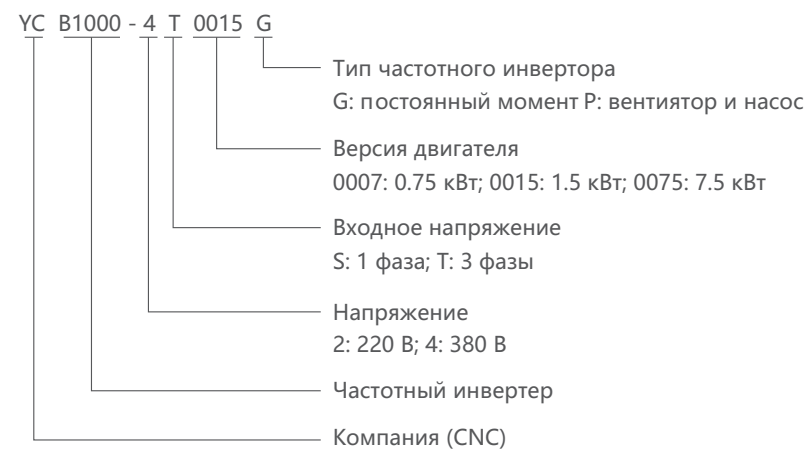 YC B1000 - 4 T 0015 G
Тип частотного инвертора
G: постоянный момент P: вентиятор и насос
Версия двигателя
0007: 0.75 кВт; 0015: 1.5 кВт; 0075: 7.5 кВт
Входное напряжение
S: 1 фаза; T: 3 фазы
Напряжение
2: 220 В; 4: 380 В
Частотный инвертер
Компания (CNC)